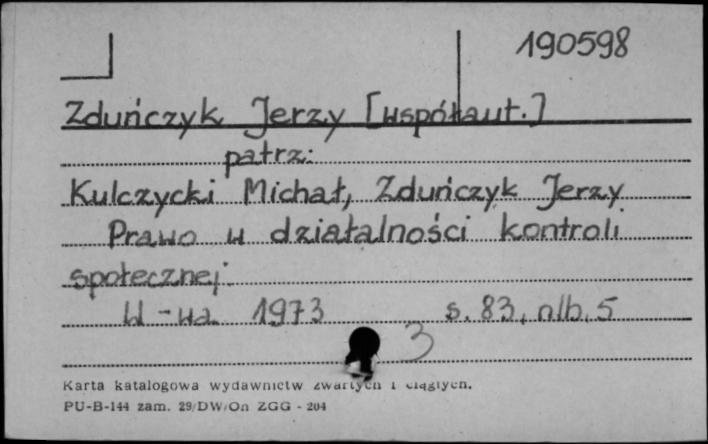 190598
Zduńczyk Jerzy [współaut.]
patrz:
Kulczycki Michał, Zduńczyk Jerzy
Prawo w działalności kontroli
społecznej.
W-wa 1973 s. 83, nlb. 5
3
Karta katalogowa wydawnictw zwartych i ciągłych.
PU-B-144 zam. 29/DW/On ZGG - 204